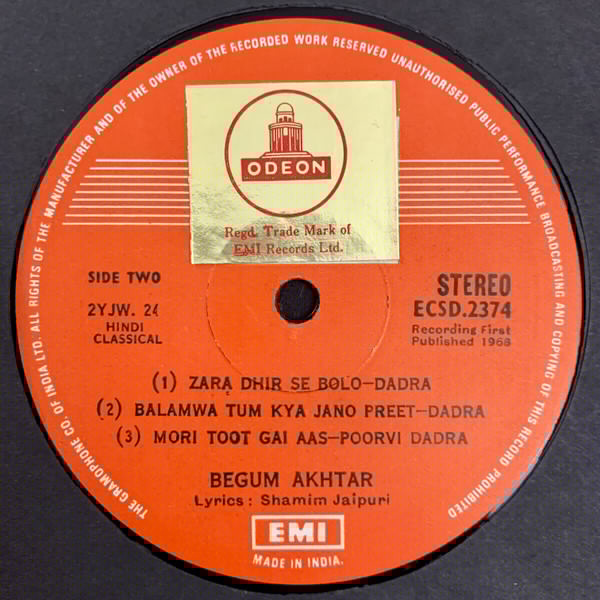 THE GRAMOPHONE CO. OF INDIA LTD. ALL RIGHTS OF THE MANUFACTURER AND OF THE OWNER OF THE RECORDED WORK RESERVED UNAUTHORISED PUBLIC PERFORMANCE BROADCASTING AND COPYING OF THIS RECORD PROHIBITED
ODEON
Regd. Trade Mark of
EMI Records Ltd.
SIDE TWO
STEREO
2YJW. 24
ECSD.2374
HINDI
CLASSICAL
Recording First
Published 1968
(1) ZARA DHIR SE BOLO—DADRA
(2) BALAMWA TUM KYA JANO PREET—DADRA
(3) MORI TOOT GAI AAS—POORVI DADRA
BEGUM AKHTAR
Lyrics : Shamim Jaipuri
EMI
MADE IN INDIA.